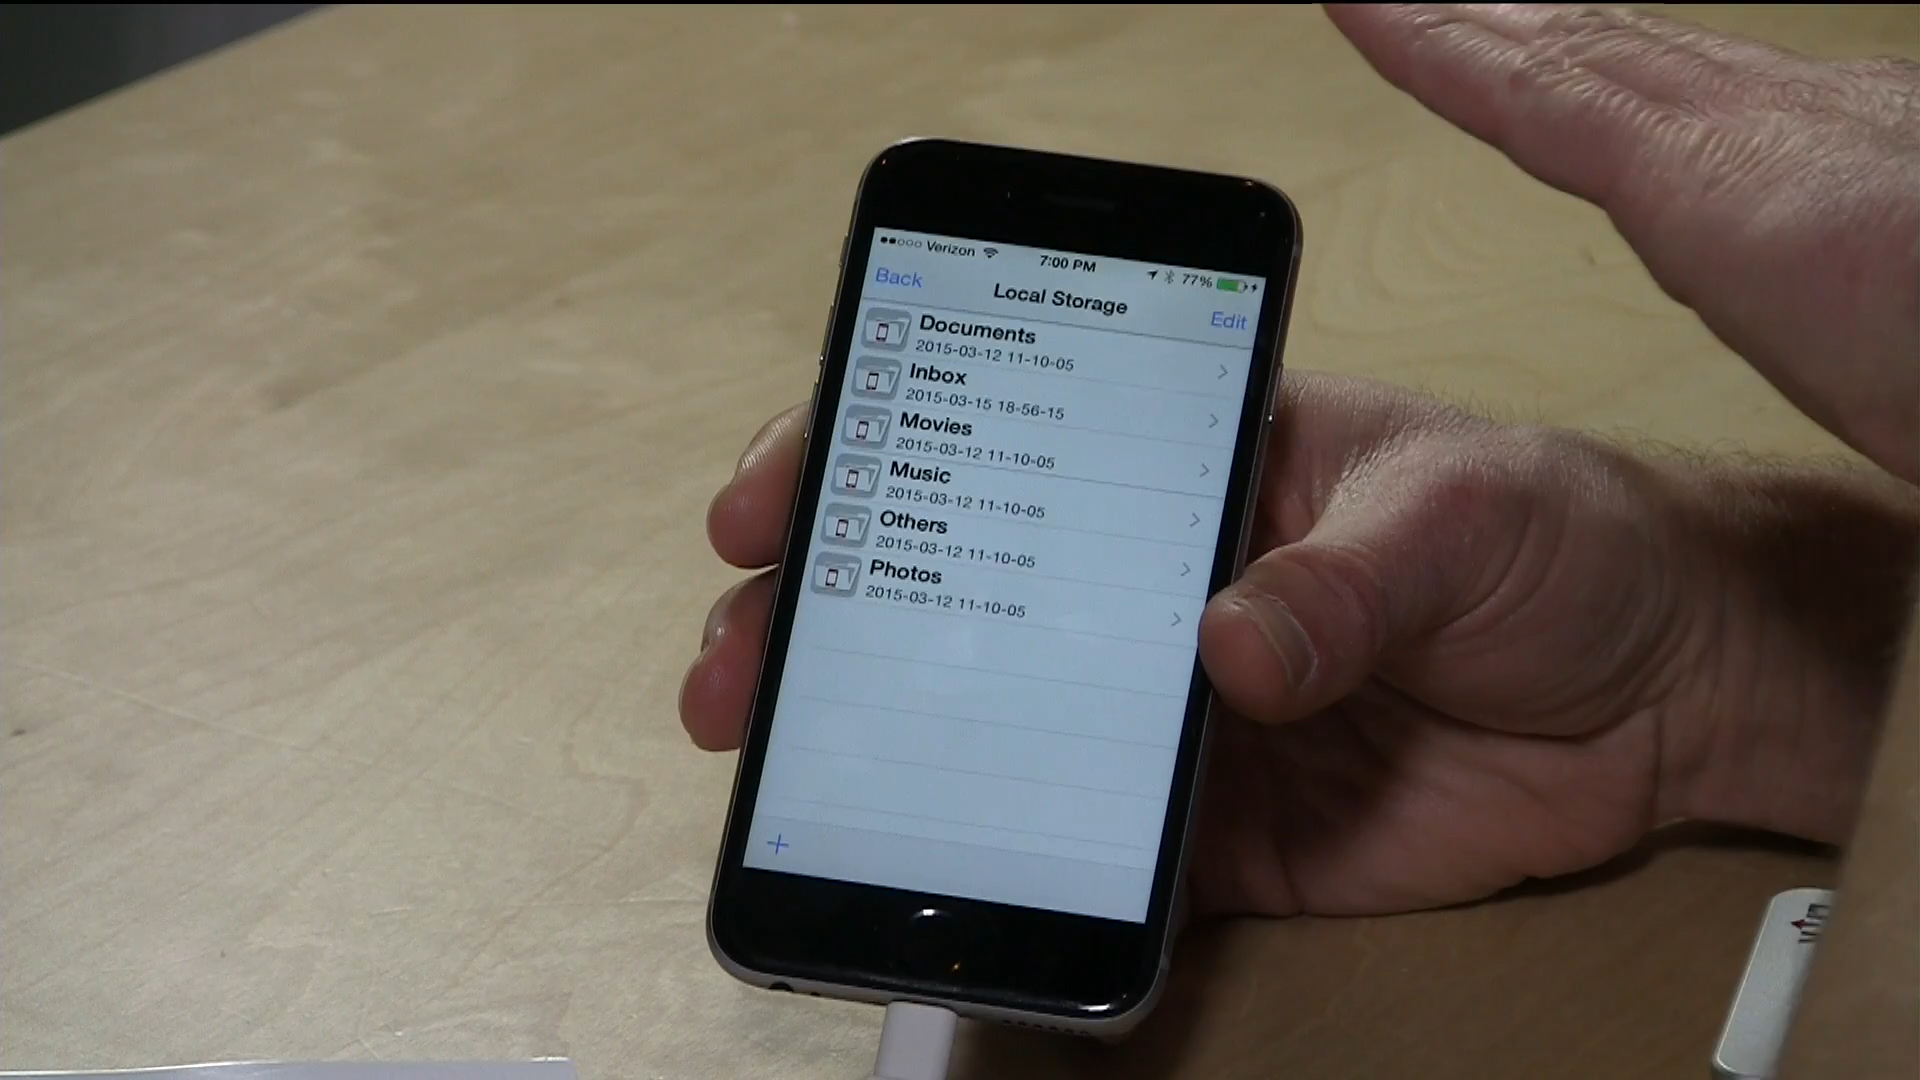 Verizon 7:00 PM 77%
Back Local Storage Edit
Documents
2015-03-12 11-10-05
Inbox
2015-03-15 18-56-15
Movies
2015-03-12 11-10-05
Music
2015-03-12 11-10-05
Others
2015-03-12 11-10-05
Photos
2015-03-12 11-10-05
+